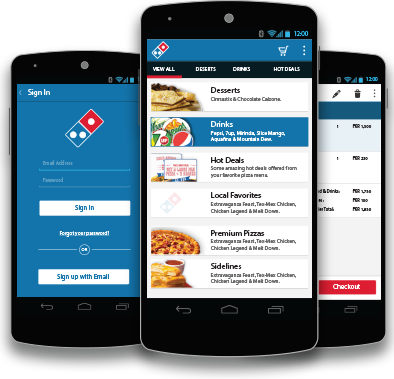 12:00
VIEW ALL
DESSERTS
DRINKS
HOT DEALS
Desserts
Cinnastix & Chocolate Calzone.
Drinks
Pepsi, 7up, Mirinda, Slice Mango,
Aquafina & Mountain Dew.
Hot Deals
Some amazing hot deals offered from
your favorite pizza menu.
Local Favorites
Extravaganza Feast, Tex-Mex Chicken,
Chicken Legend & Melt Down.
Premium Pizzas
Extravaganza Feast, Tex-Mex Chicken,
Chicken Legend & Melt Down.
Sidelines
Extravaganza Feast, Tex-Mex Chicken,
Chicken Legend & Melt Down.
Sign In
Email Address
Password
Sign In
Forgot your password?
OR
Sign up with Email
12:00
1 PKR 1,500
1 PKR 250
& Drinks:
PKR 1,750
PKR 100
Total:
PKR 1,850
Checkout